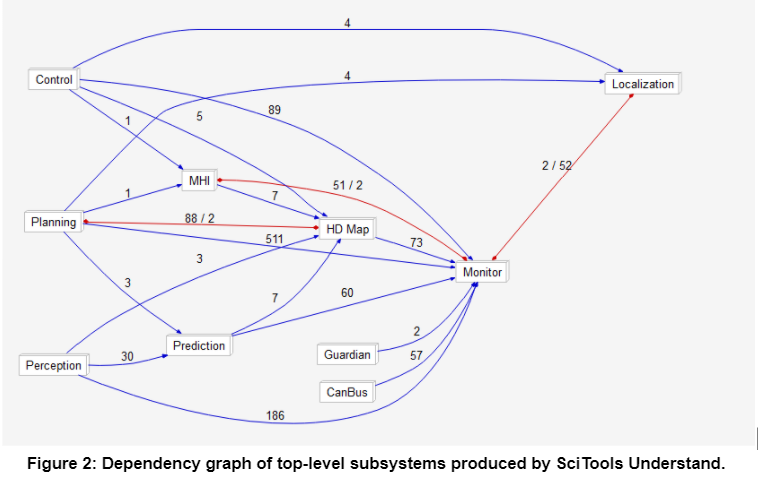 4
Control
4
Localization
89
5
1
2 / 52
MHI
51 / 2
1
7
Planning
88 / 2
HD Map
511
73
3
Monitor
3
7
60
2
Prediction
Guardian
30
57
Perception
CanBus
186
Figure 2: Dependency graph of top-level subsystems produced by SciTools Understand.